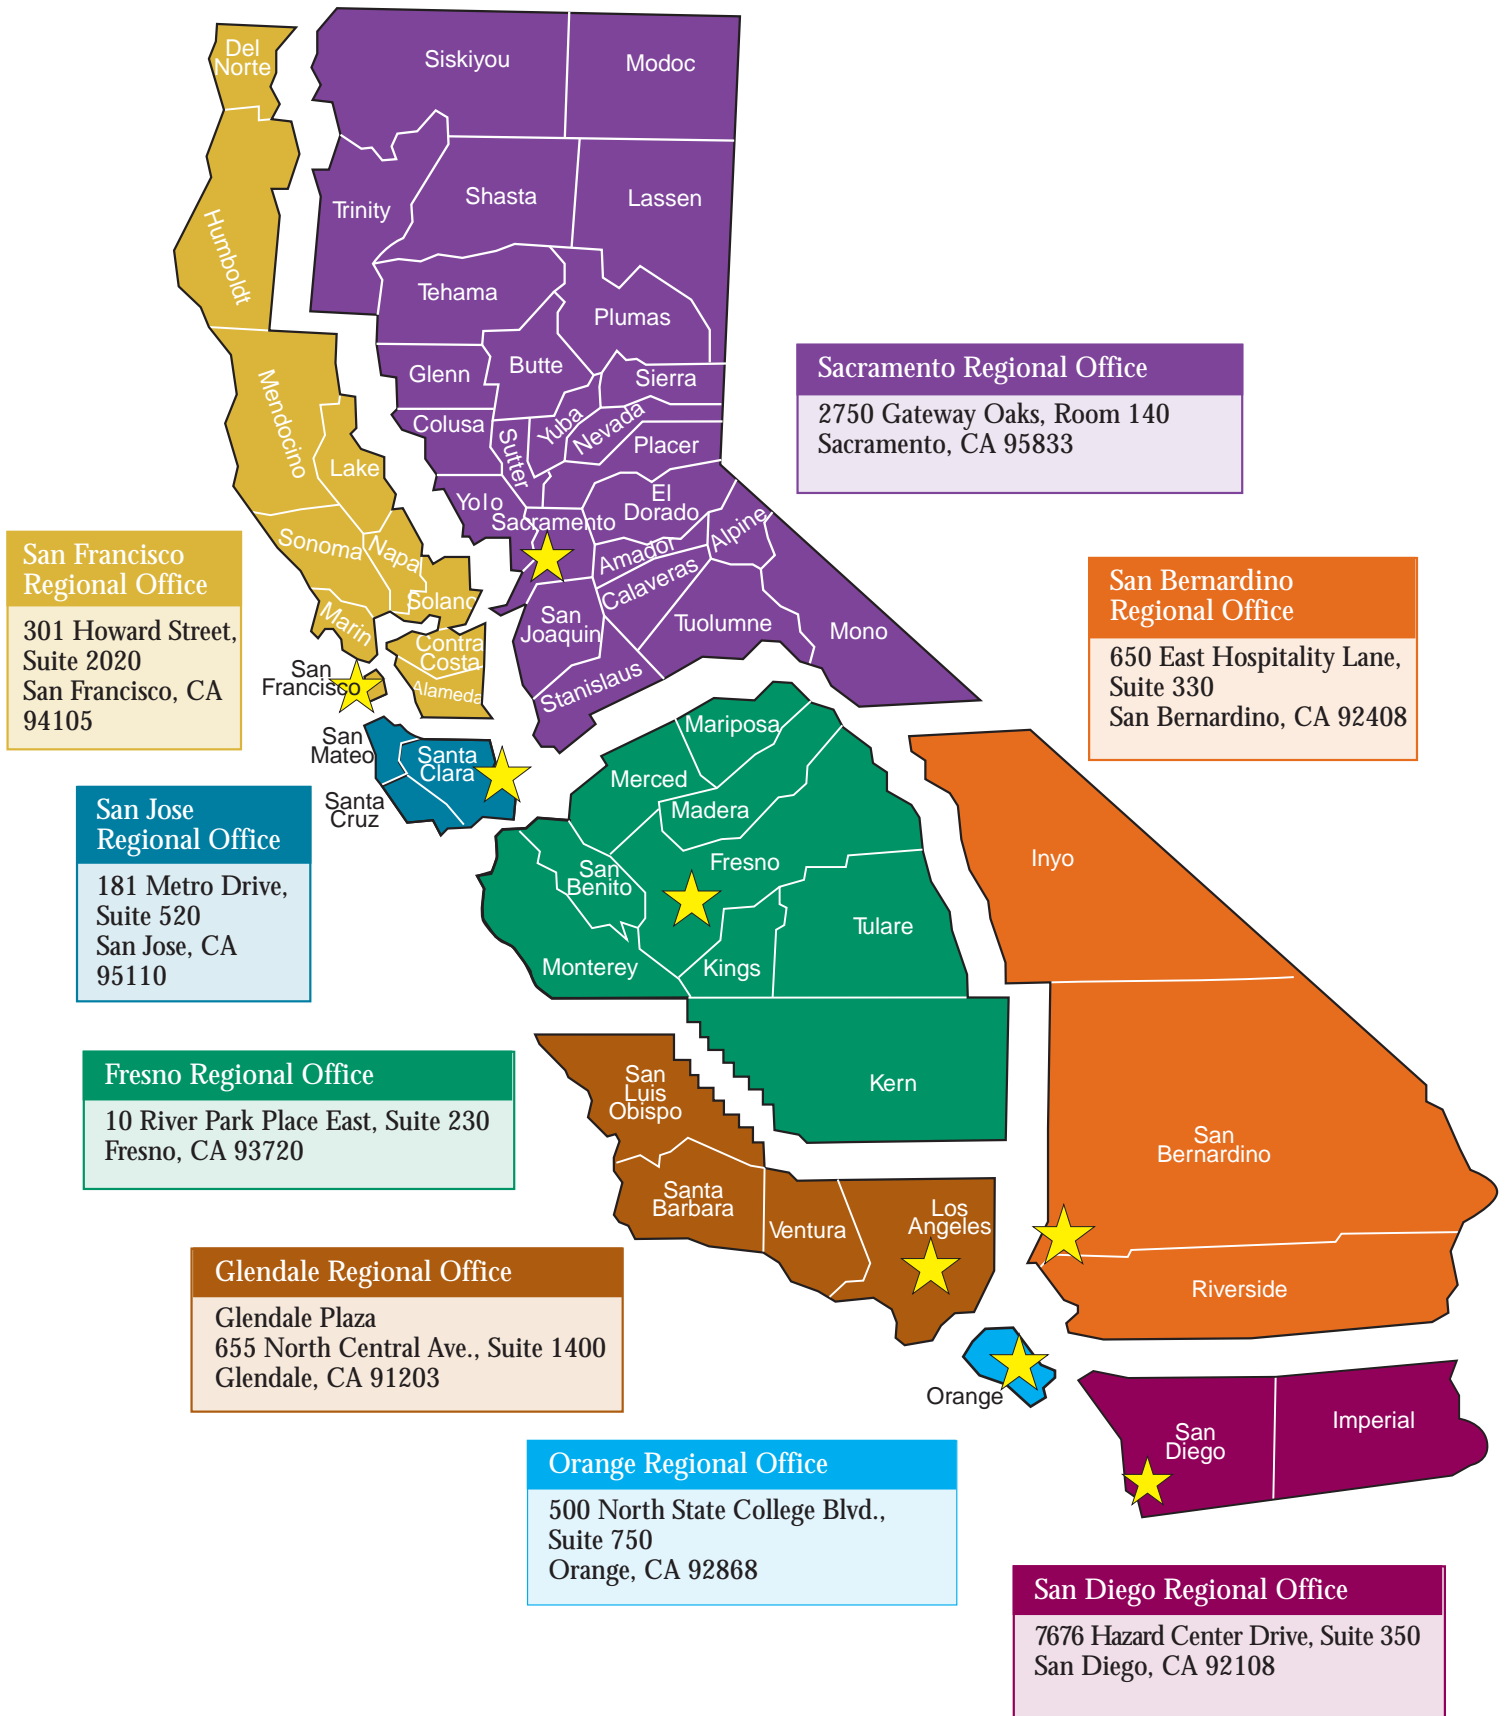 Del
Norte
Siskiyou
Modoc
Humboldt
Trinity
Shasta
Lassen
Tehama
Plumas
Mendocino
Glenn
Butte
Sierra
Colusa
Sutter
Yuba
Nevada
Placer
Lake
Yolo
El
Dorado
Sacramento
Alpine
Sonoma
Napa
Amador
Calaveras
Solano
Marin
San
Joaquin
Tuolumne
Mono
Contra
Costa
Stanislaus
Alameda
San
Francisco
San
Mateo
Santa
Clara
Santa
Cruz
Mariposa
Merced
Madera
Fresno
San
Benito
Tulare
Monterey
Kings
Kern
Inyo
San
Bernardino
Riverside
San
Luis
Obispo
Santa
Barbara
Ventura
Los
Angeles
Orange
San
Diego
Imperial
Sacramento Regional Office
2750 Gateway Oaks, Room 140
Sacramento, CA 95833
San Francisco
Regional Office
301 Howard Street,
Suite 2020
San Francisco, CA
94105
San Bernardino
Regional Office
650 East Hospitality Lane,
Suite 330
San Bernardino, CA 92408
San Jose
Regional Office
181 Metro Drive,
Suite 520
San Jose, CA
95110
Fresno Regional Office
10 River Park Place East, Suite 230
Fresno, CA 93720
Glendale Regional Office
Glendale Plaza
655 North Central Ave., Suite 1400
Glendale, CA 91203
Orange Regional Office
500 North State College Blvd.,
Suite 750
Orange, CA 92868
San Diego Regional Office
7676 Hazard Center Drive, Suite 350
San Diego, CA 92108